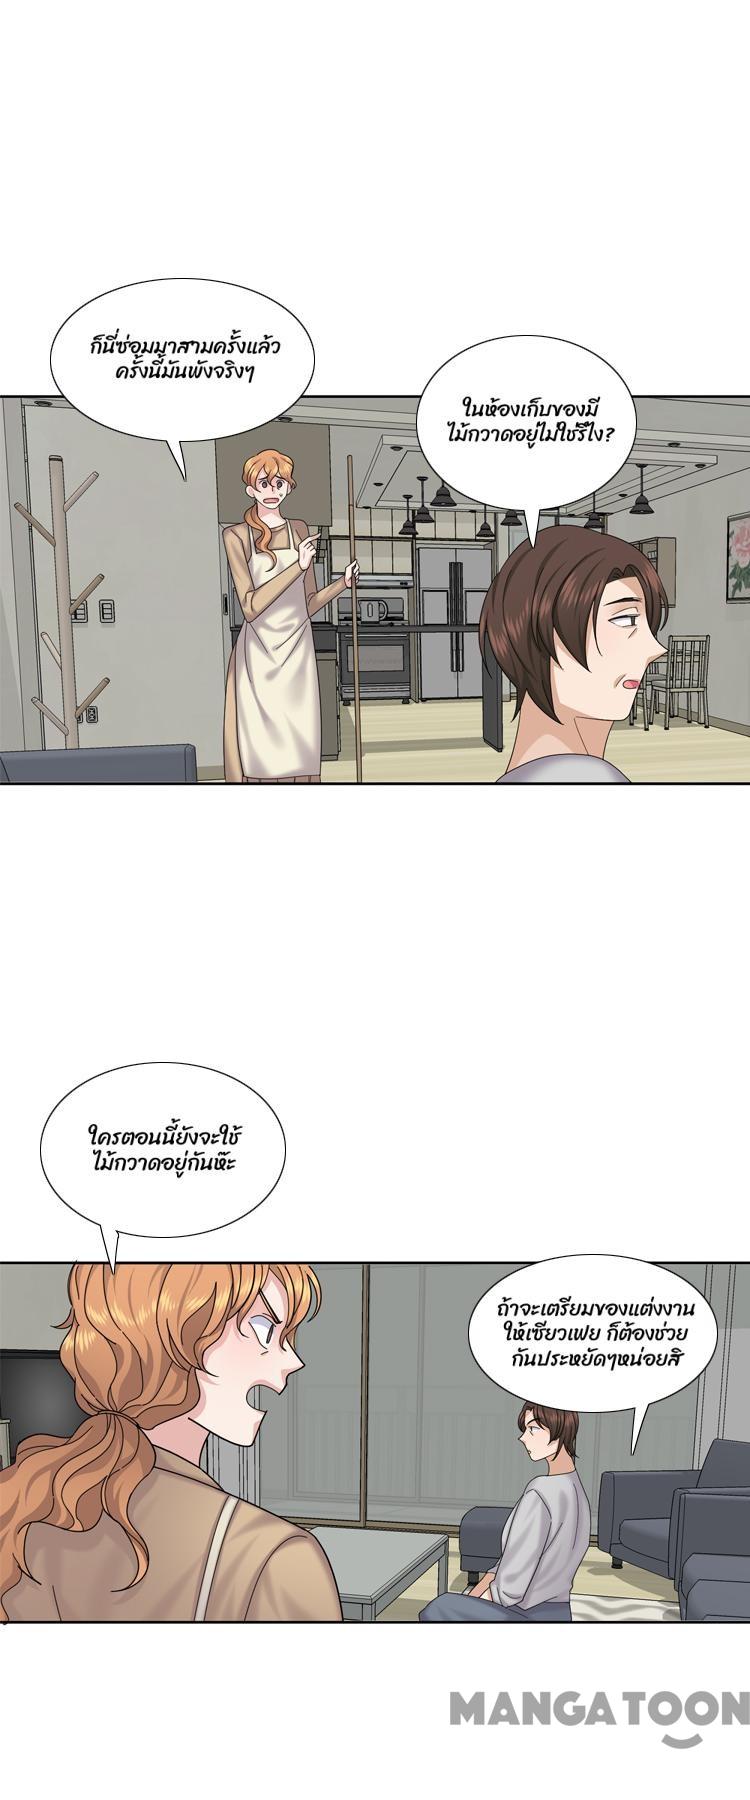 ก็นี่ซ่อมมาสามครั้งแล้ว
ครั้งนี้มันพังจริงๆ
ในห้องเก็บของมี
ไม้กวาดอยู่ไม่ใช่รึไง?
ใครตอนนี้ยังจะใช้
ไม้กวาดอยู่กันห๊ะ
ถ้าจะเตรียมของแต่งงาน
ให้เซียวเฟย ก็ต้องช่วย
กันประหยัดๆหน่อยสิ
MANGATOON